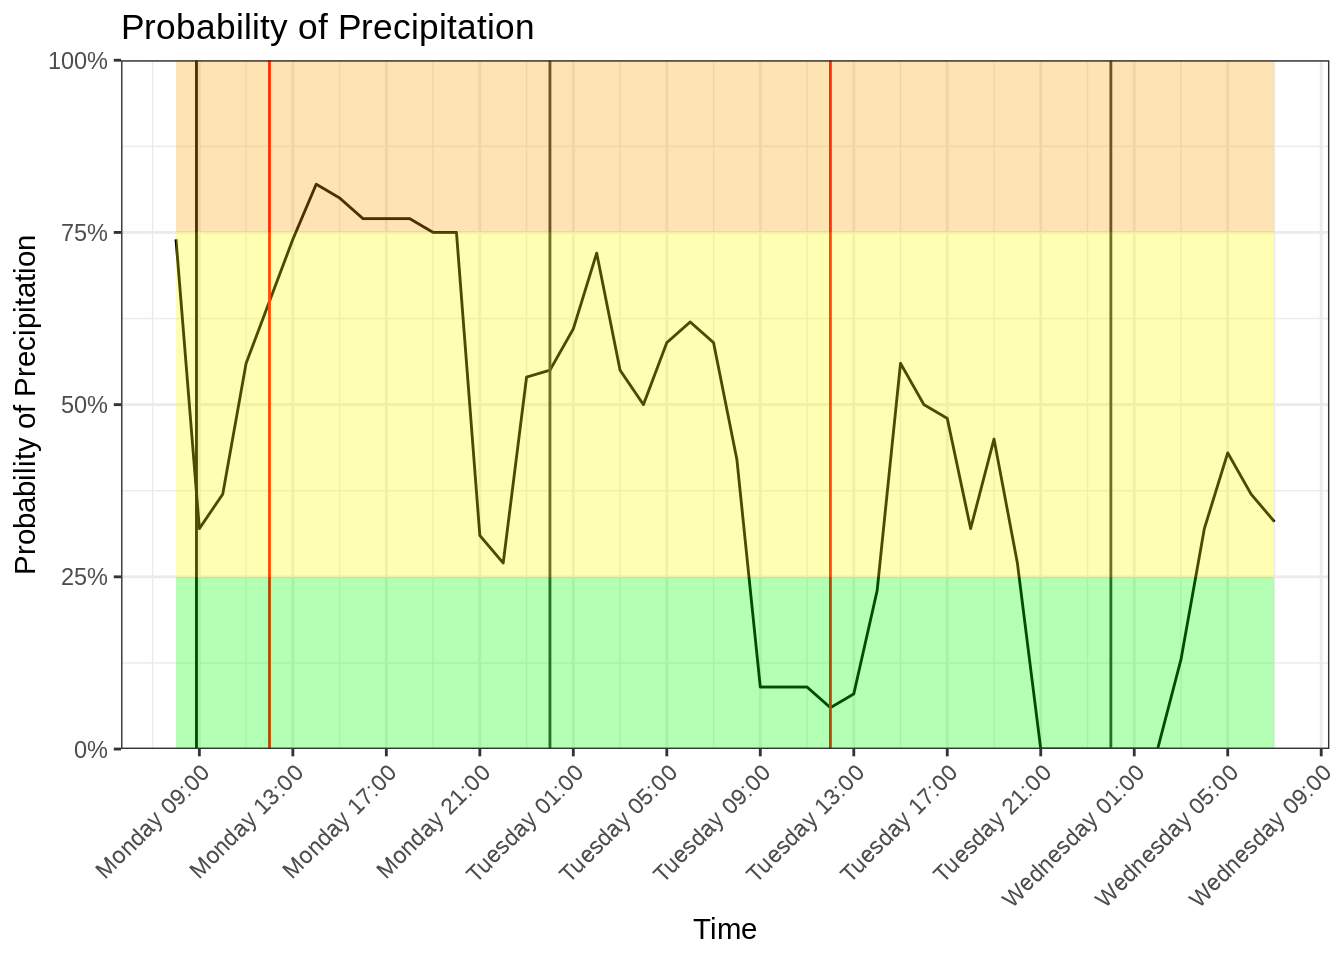 Probability of Precipitation
Probability of Precipitation
100%
75%
50%
25%
0%
Monday 09:00
Monday 13:00
Monday 17:00
Monday 21:00
Tuesday 01:00
Tuesday 05:00
Tuesday 09:00
Tuesday 13:00
Tuesday 17:00
Tuesday 21:00
Wednesday 01:00
Wednesday 05:00
Wednesday 09:00
Time